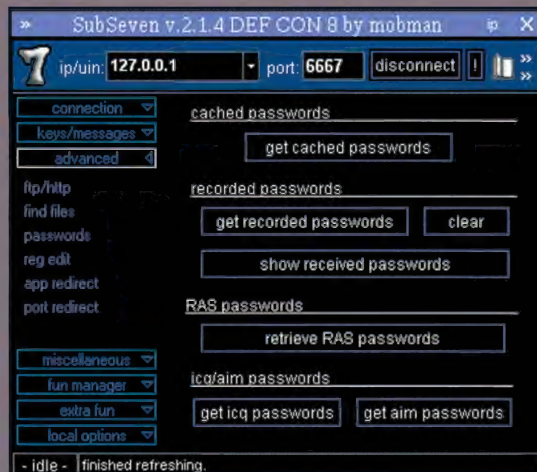 » SubSeven v.2.1.4 DEF CON 8 by mobman ip X
7 ip/uin: 127.0.0.1 port: 6667 disconnect ! »
connection
keys/messages
advanced
ftp/http
find files
passwords
reg edit
app redirect
port redirect
miscellaneous
fun manager
extra fun
local options
cached passwords
get cached passwords
recorded passwords
get recorded passwords clear
show received passwords
RAS passwords
retrieve RAS passwords
icq/aim passwords
get icq passwords get aim passwords
- idle - finished refreshing.